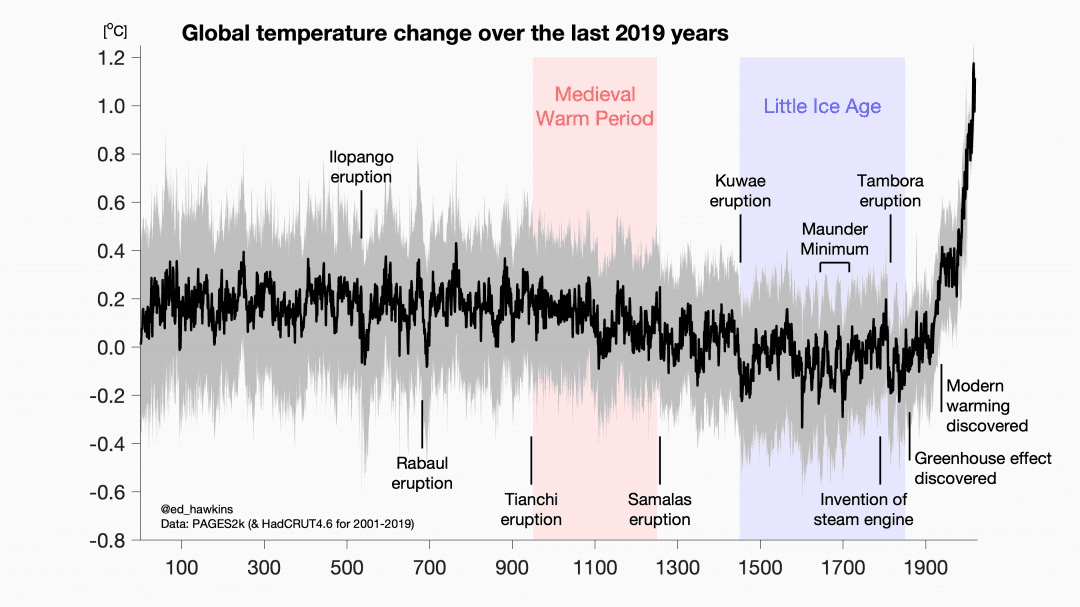 [°C]
Global temperature change over the last 2019 years
1.2
1.0
0.8
0.6
0.4
0.2
0.0
-0.2
-0.4
-0.6
-0.8
Medieval
Warm Period
Little Ice Age
Ilopango
eruption
Kuwae
eruption
Tambora
eruption
Maunder
Minimum
Modern
warming
discovered
Rabaul
eruption
Greenhouse effect
discovered
Tianchi
eruption
Samalas
eruption
Invention of
steam engine
@ed_hawkins
Data: PAGES2k (& HadCRUT4.6 for 2001-2019)
100 300 500 700 900 1100 1300 1500 1700 1900